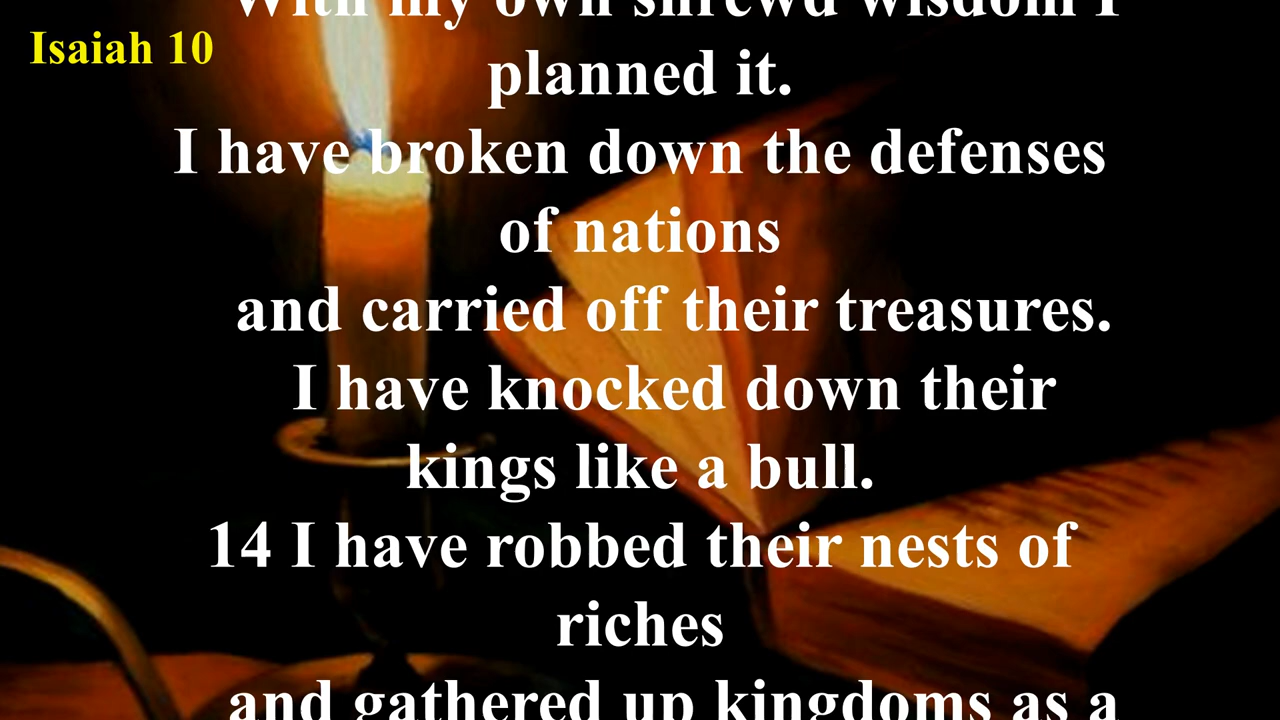 With my own shrewd wisdom I
Isaiah 10
planned it.
I have broken down the defenses
of nations
and carried off their treasures.
I have knocked down their
kings like a bull.
14 I have robbed their nests of
riches
and gathered up kingdoms as a